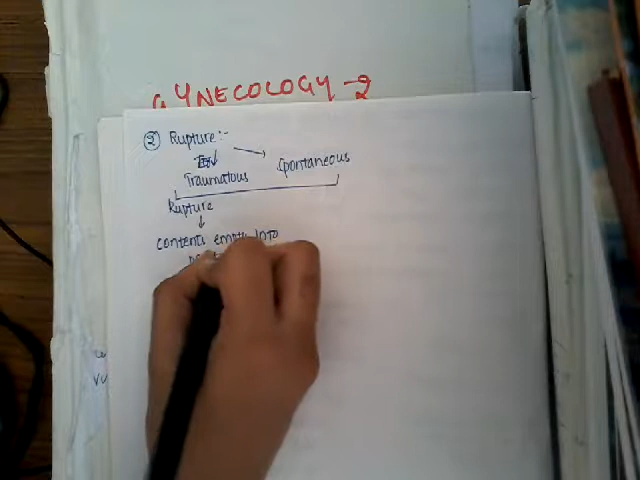 GYNECOLOGY-2
② Rupture:-
Spontaneous
Traumatous
Rupture
contents empty into